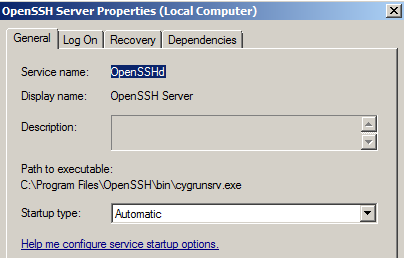 OpenSSH Server Properties (Local Computer)
General Log On Recovery Dependencies
Service name: OpenSSHd
Display name: OpenSSH Server
Description:
Path to executable:
C:\Program Files\OpenSSH\bin\cygrunsrv.exe
Startup type: Automatic
Help me configure service startup options.